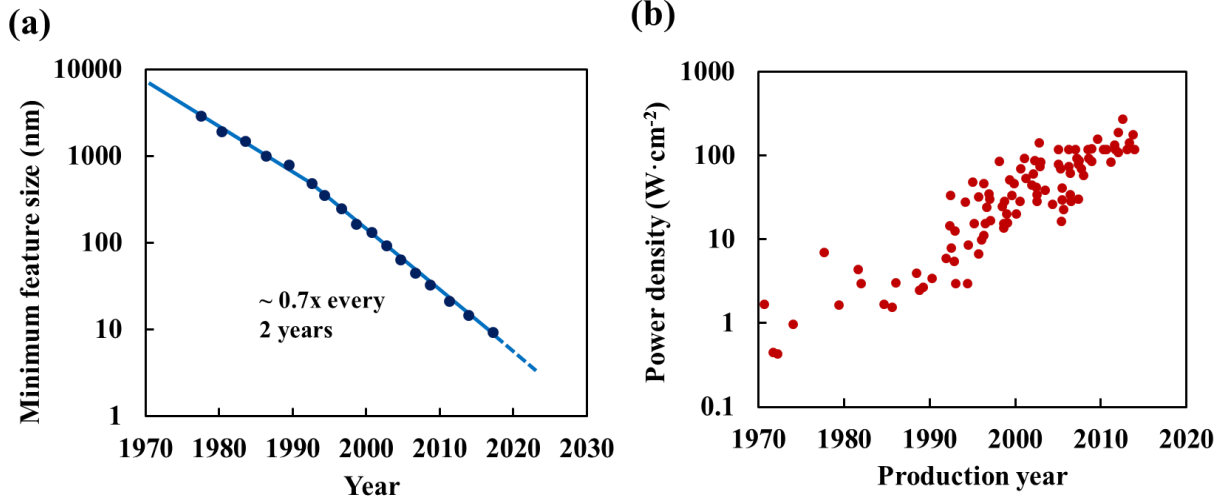 (a)
10000
1000
100
10
1
Minimum feature size (nm)
~ 0.7x every
2 years
1970 1980 1990 2000 2010 2020 2030
Year
(b)
1000
100
10
1
0.1
Power density (W·cm⁻²)
1970 1980 1990 2000 2010 2020
Production year